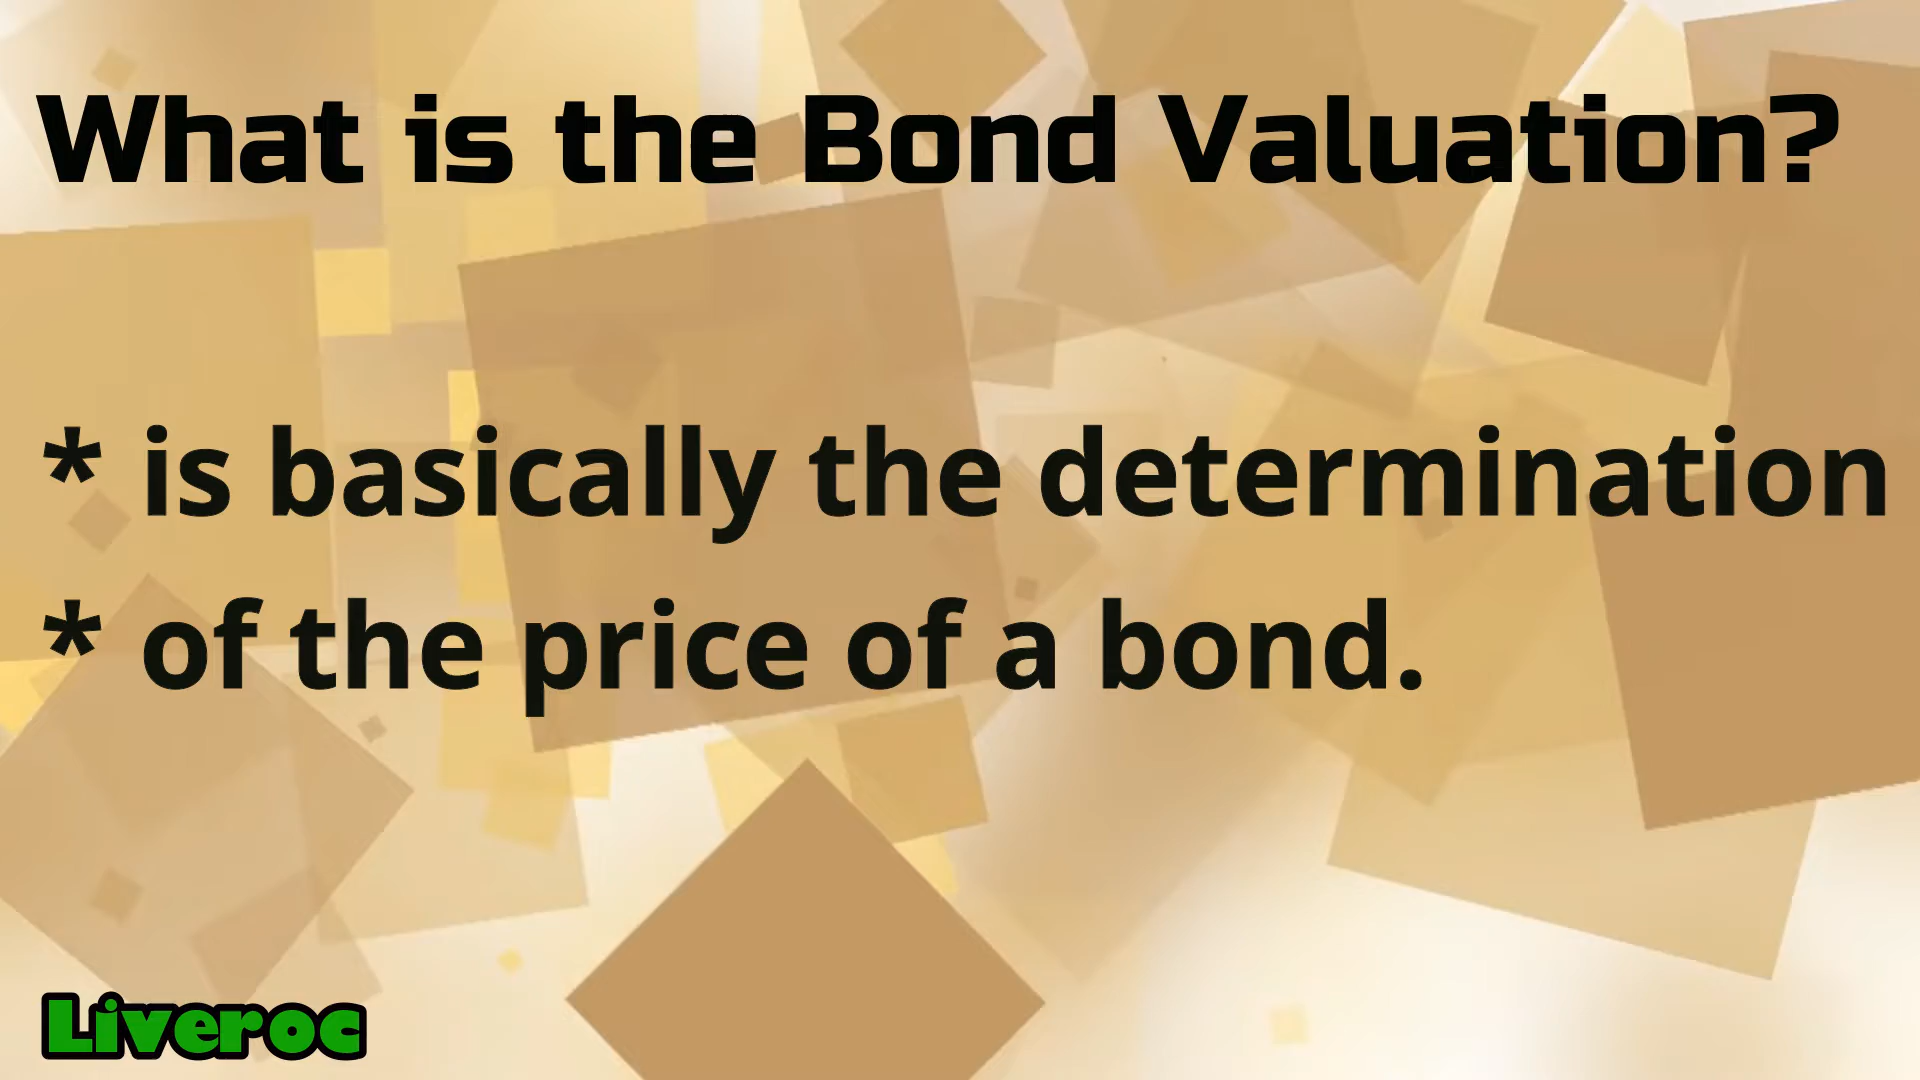 What is the Bond Valuation?
* is basically the determination
* of the price of a bond.
Liveroc